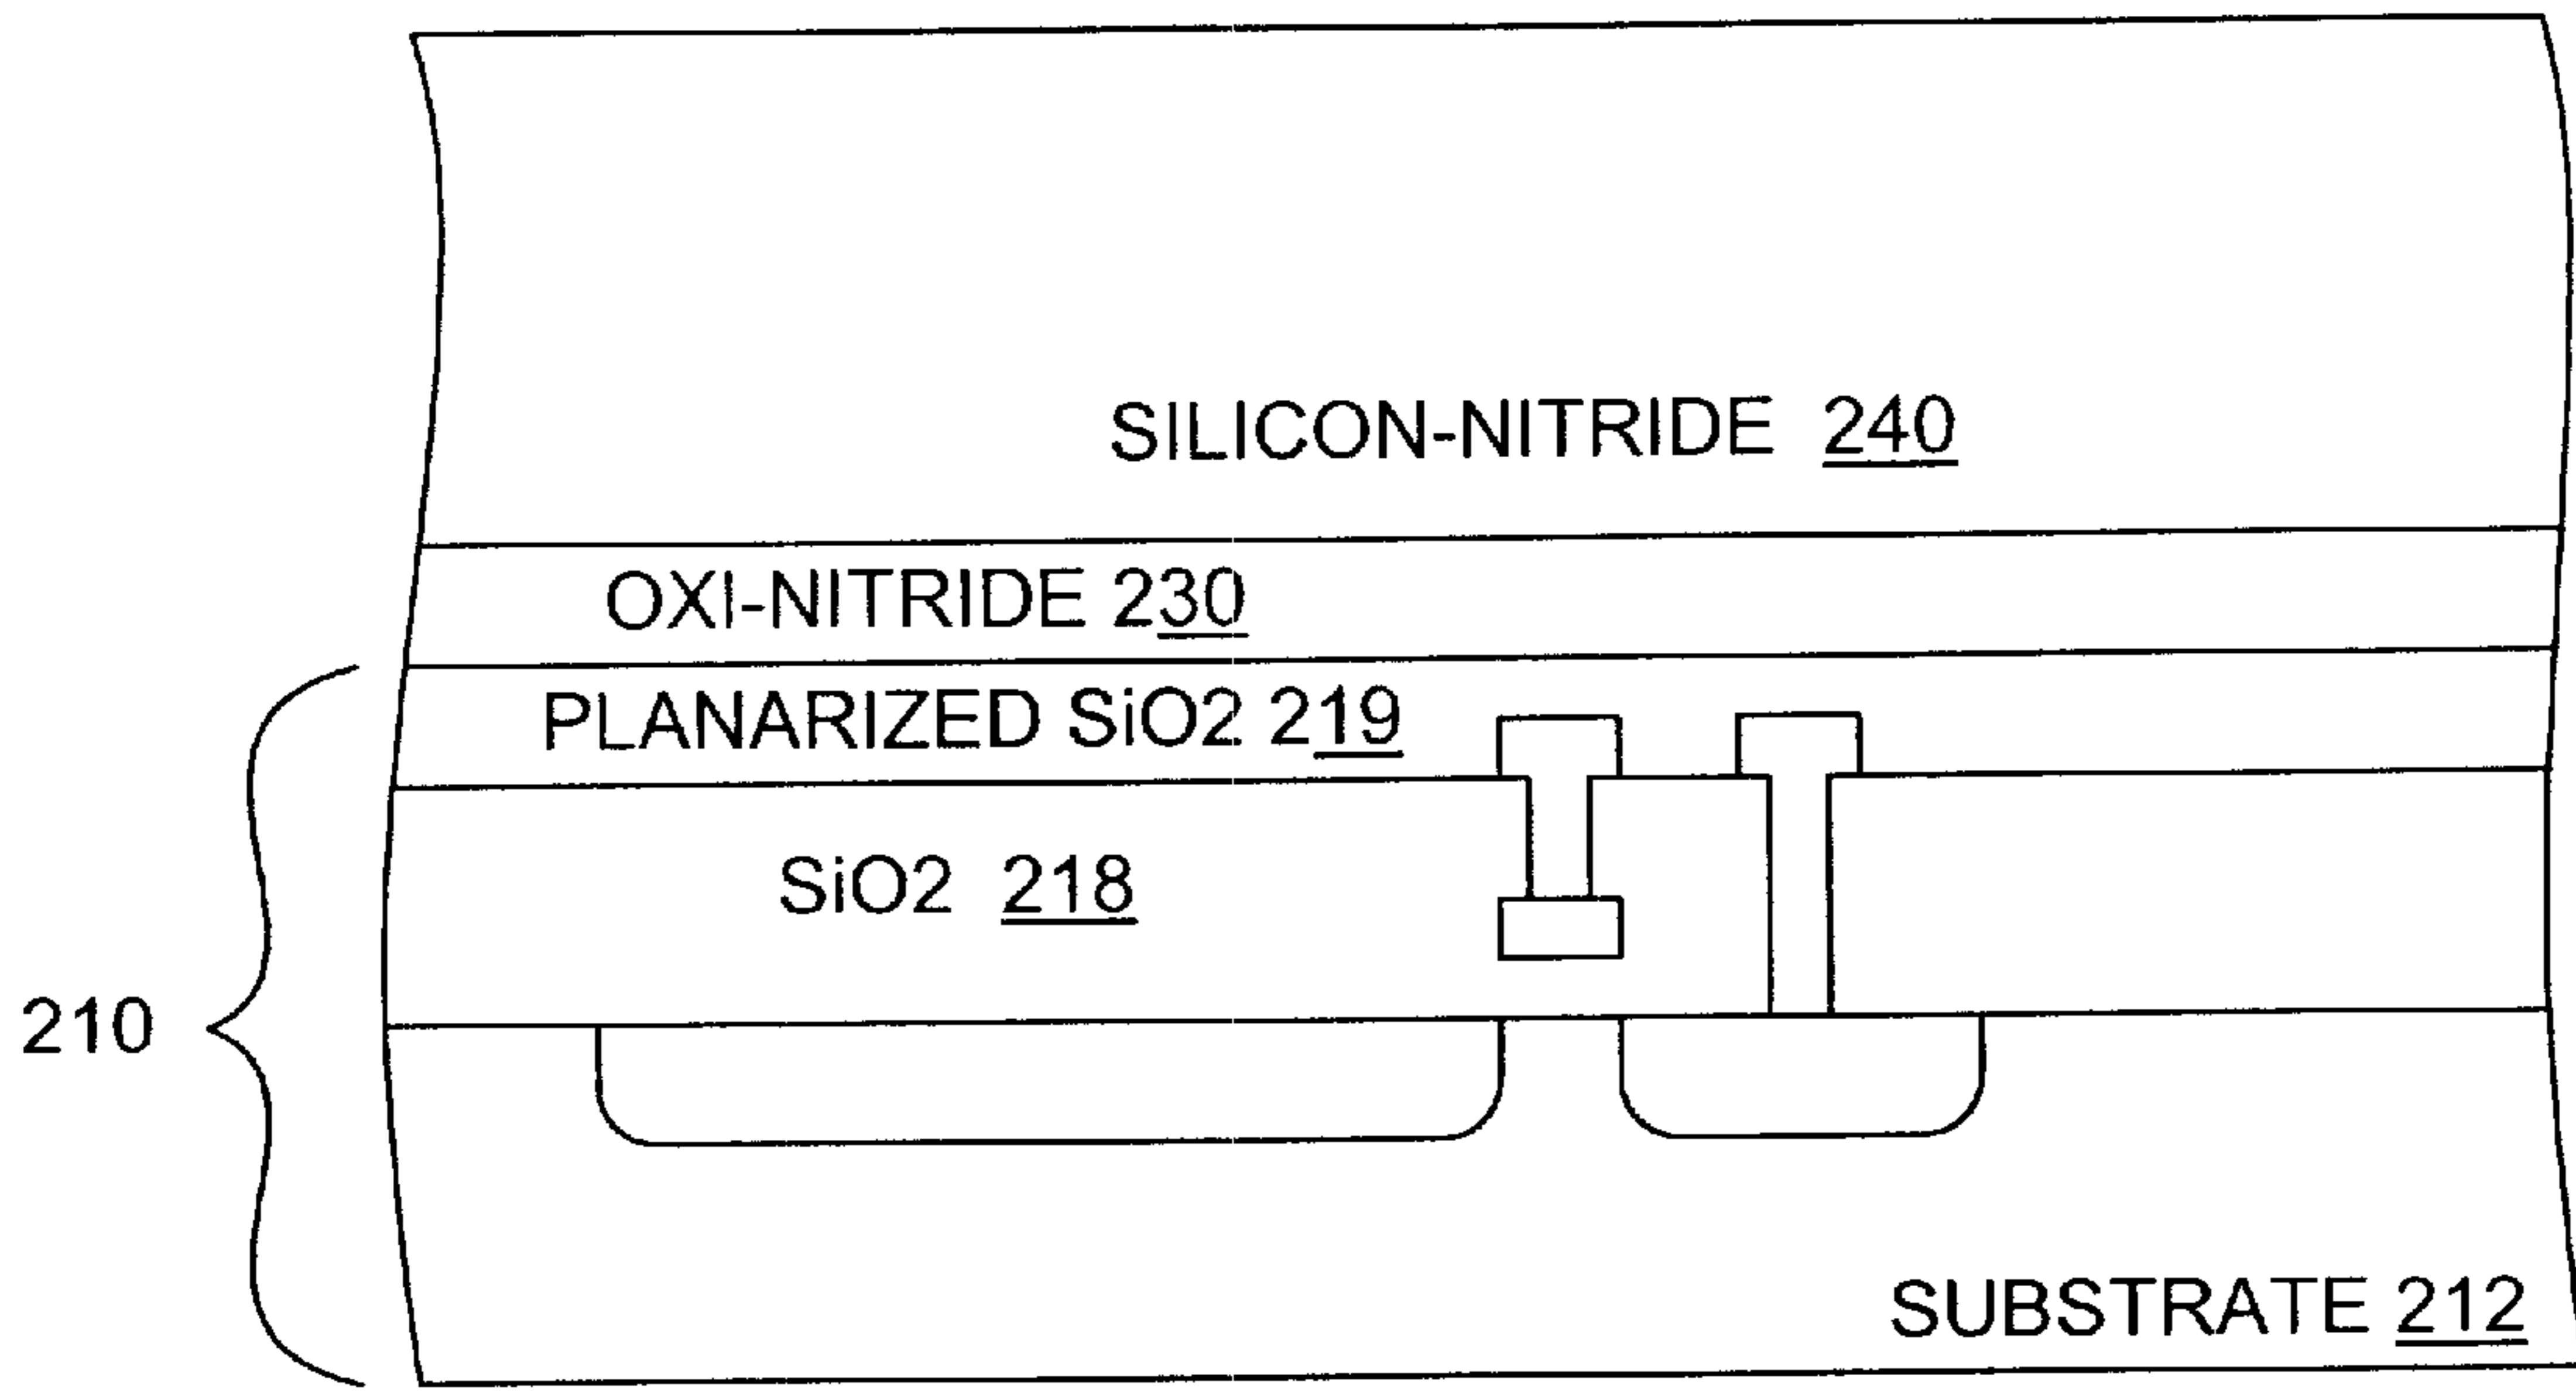 SILICON-NITRIDE 240
OXI-NITRIDE 230
PLANARIZED SiO2 219
SiO2 218
210
SUBSTRATE 212